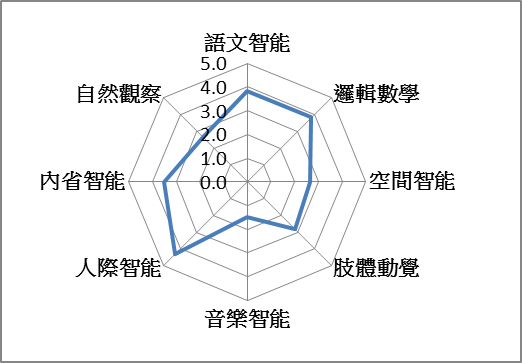 語文智能
5.0
自然觀察
4.0
邏輯數學
3.0
2.0
1.0
內省智能
0.0
空間智能
人際智能
肢體動覺
音樂智能